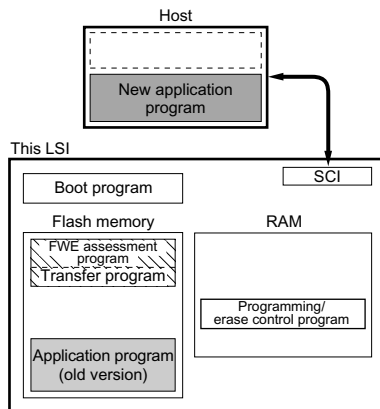 Host
New application
program
This LSI
SCI
Boot program
Flash memory
RAM
FWE assessment
program
Transfer program
Programming/
erase control program
Application program
(old version)